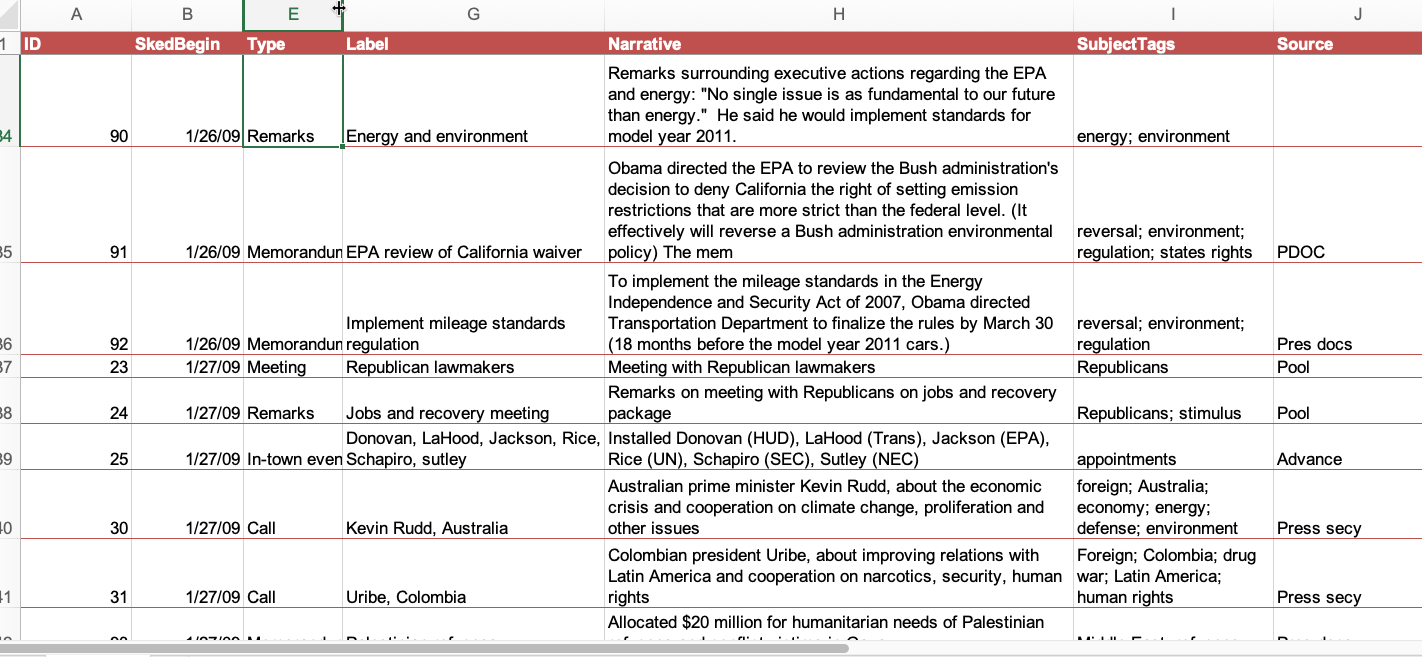 A B E G H I J
1 ID SkedBegin Type Label Narrative SubjectTags Source
Remarks surrounding executive actions regarding the EPA
and energy: "No single issue is as fundamental to our future
than energy."  He said he would implement standards for
34 90 1/26/09 Remarks Energy and environment model year 2011. energy; environment
Obama directed the EPA to review the Bush administration's
decision to deny California the right of setting emission
restrictions that are more strict than the federal level. (It
effectively will reverse a Bush administration environmental reversal; environment;
35 91 1/26/09 Memorandun EPA review of California waiver policy) The mem regulation; states rights PDOC
To implement the mileage standards in the Energy
Independence and Security Act of 2007, Obama directed
Implement mileage standards Transportation Department to finalize the rules by March 30 reversal; environment;
36 92 1/26/09 Memorandun regulation (18 months before the model year 2011 cars.) regulation Pres docs
37 23 1/27/09 Meeting Republican lawmakers Meeting with Republican lawmakers Republicans Pool
Remarks on meeting with Republicans on jobs and recovery
38 24 1/27/09 Remarks Jobs and recovery meeting package Republicans; stimulus Pool
Donovan, LaHood, Jackson, Rice, Installed Donovan (HUD), LaHood (Trans), Jackson (EPA),
39 25 1/27/09 In-town even Schapiro, sutley Rice (UN), Schapiro (SEC), Sutley (NEC) appointments Advance
Australian prime minister Kevin Rudd, about the economic foreign; Australia;
crisis and cooperation on climate change, proliferation and economy; energy;
40 30 1/27/09 Call Kevin Rudd, Australia other issues defense; environment Press secy
Colombian president Uribe, about improving relations with Foreign; Colombia; drug
Latin America and cooperation on narcotics, security, human war; Latin America;
41 31 1/27/09 Call Uribe, Colombia rights human rights Press secy
Allocated $20 million for humanitarian needs of Palestinian